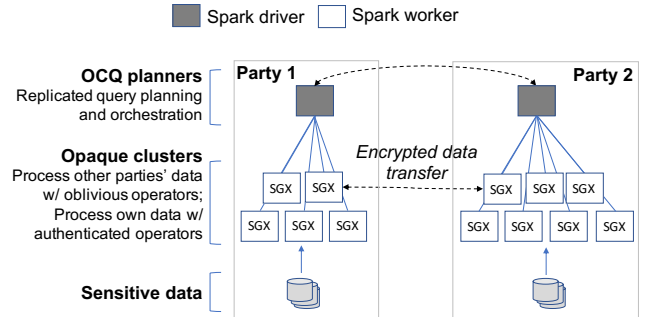 Spark driver
Spark worker
OCQ planners
Replicated query planning
and orchestration
Party 1
Party 2
Opaque clusters
Process other parties’ data
w/ oblivious operators;
Process own data w/
authenticated operators
Encrypted data
transfer
SGX
SGX
SGX
SGX
SGX
SGX
SGX
SGX
SGX
SGX
SGX
SGX
Sensitive data